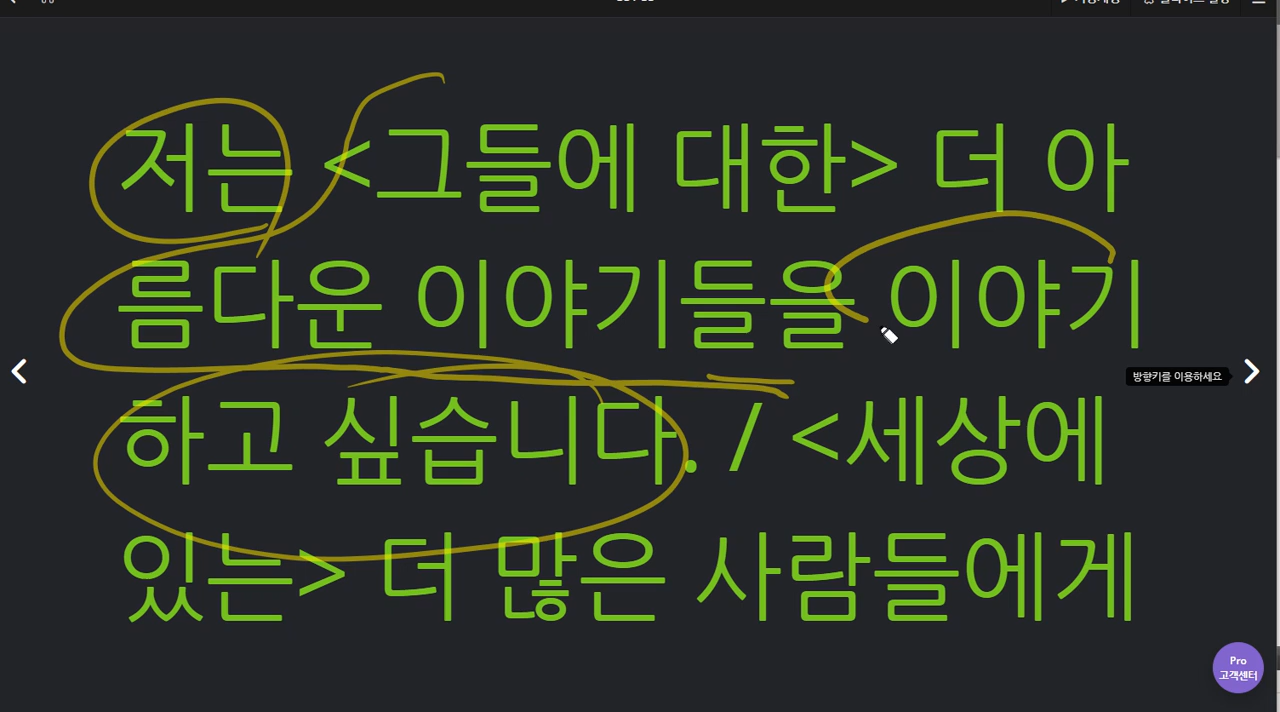 저는 <그들에 대한> 더 아
름다운 이야기들을 이야기
방향키를 이용하세요
하고 싶습니다. / <세상에
있는> 더 많은 사람들에게
Pro
고객센터